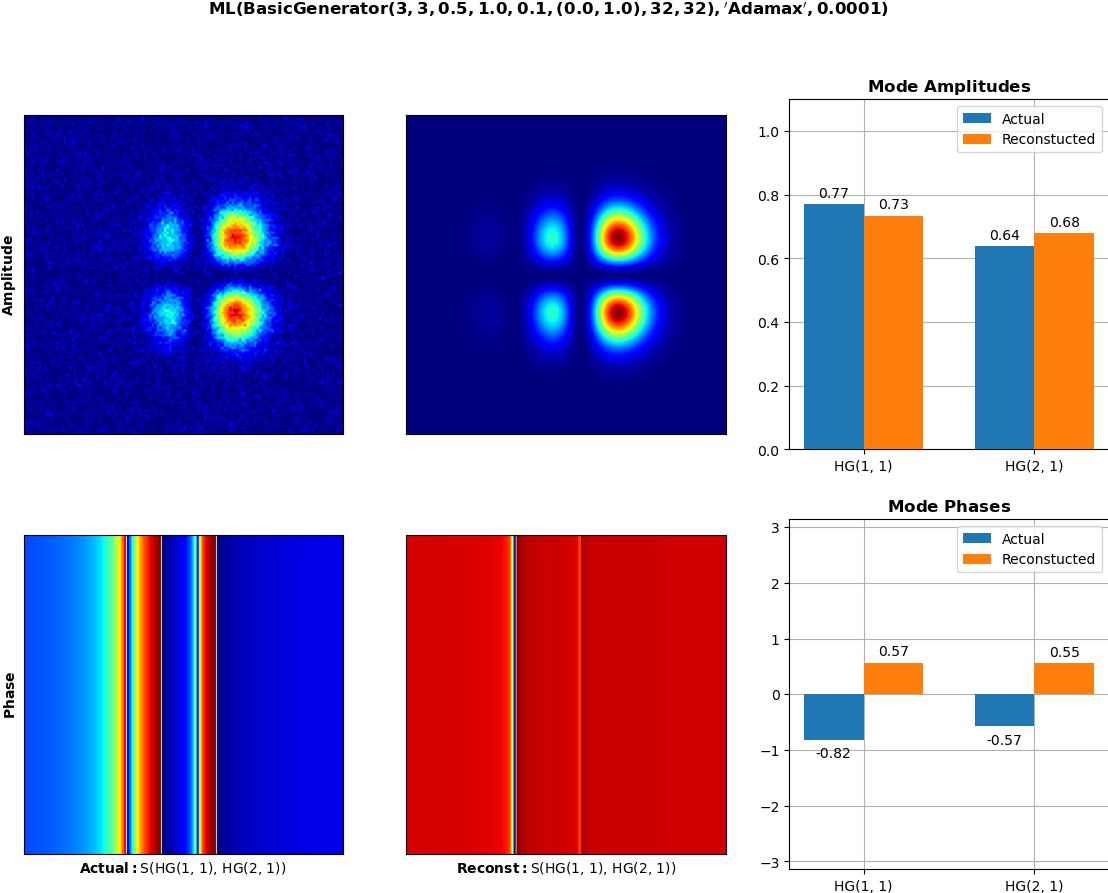 ML(BasicGenerator(3, 3, 0.5, 1.0, 0.1, (0.0, 1.0), 32, 32), ′Adamax′, 0.0001)
Amplitude
Mode Amplitudes
Actual
Reconstucted
1.0
0.8
0.6
0.4
0.2
0.0
0.77
0.73
0.64
0.68
HG(1, 1)
HG(2, 1)
Phase
Actual: S(HG(1, 1), HG(2, 1))
Reconst: S(HG(1, 1), HG(2, 1))
Mode Phases
Actual
Reconstucted
3
2
1
0
−1
−2
−3
-0.82
0.57
-0.57
0.55
HG(1, 1)
HG(2, 1)